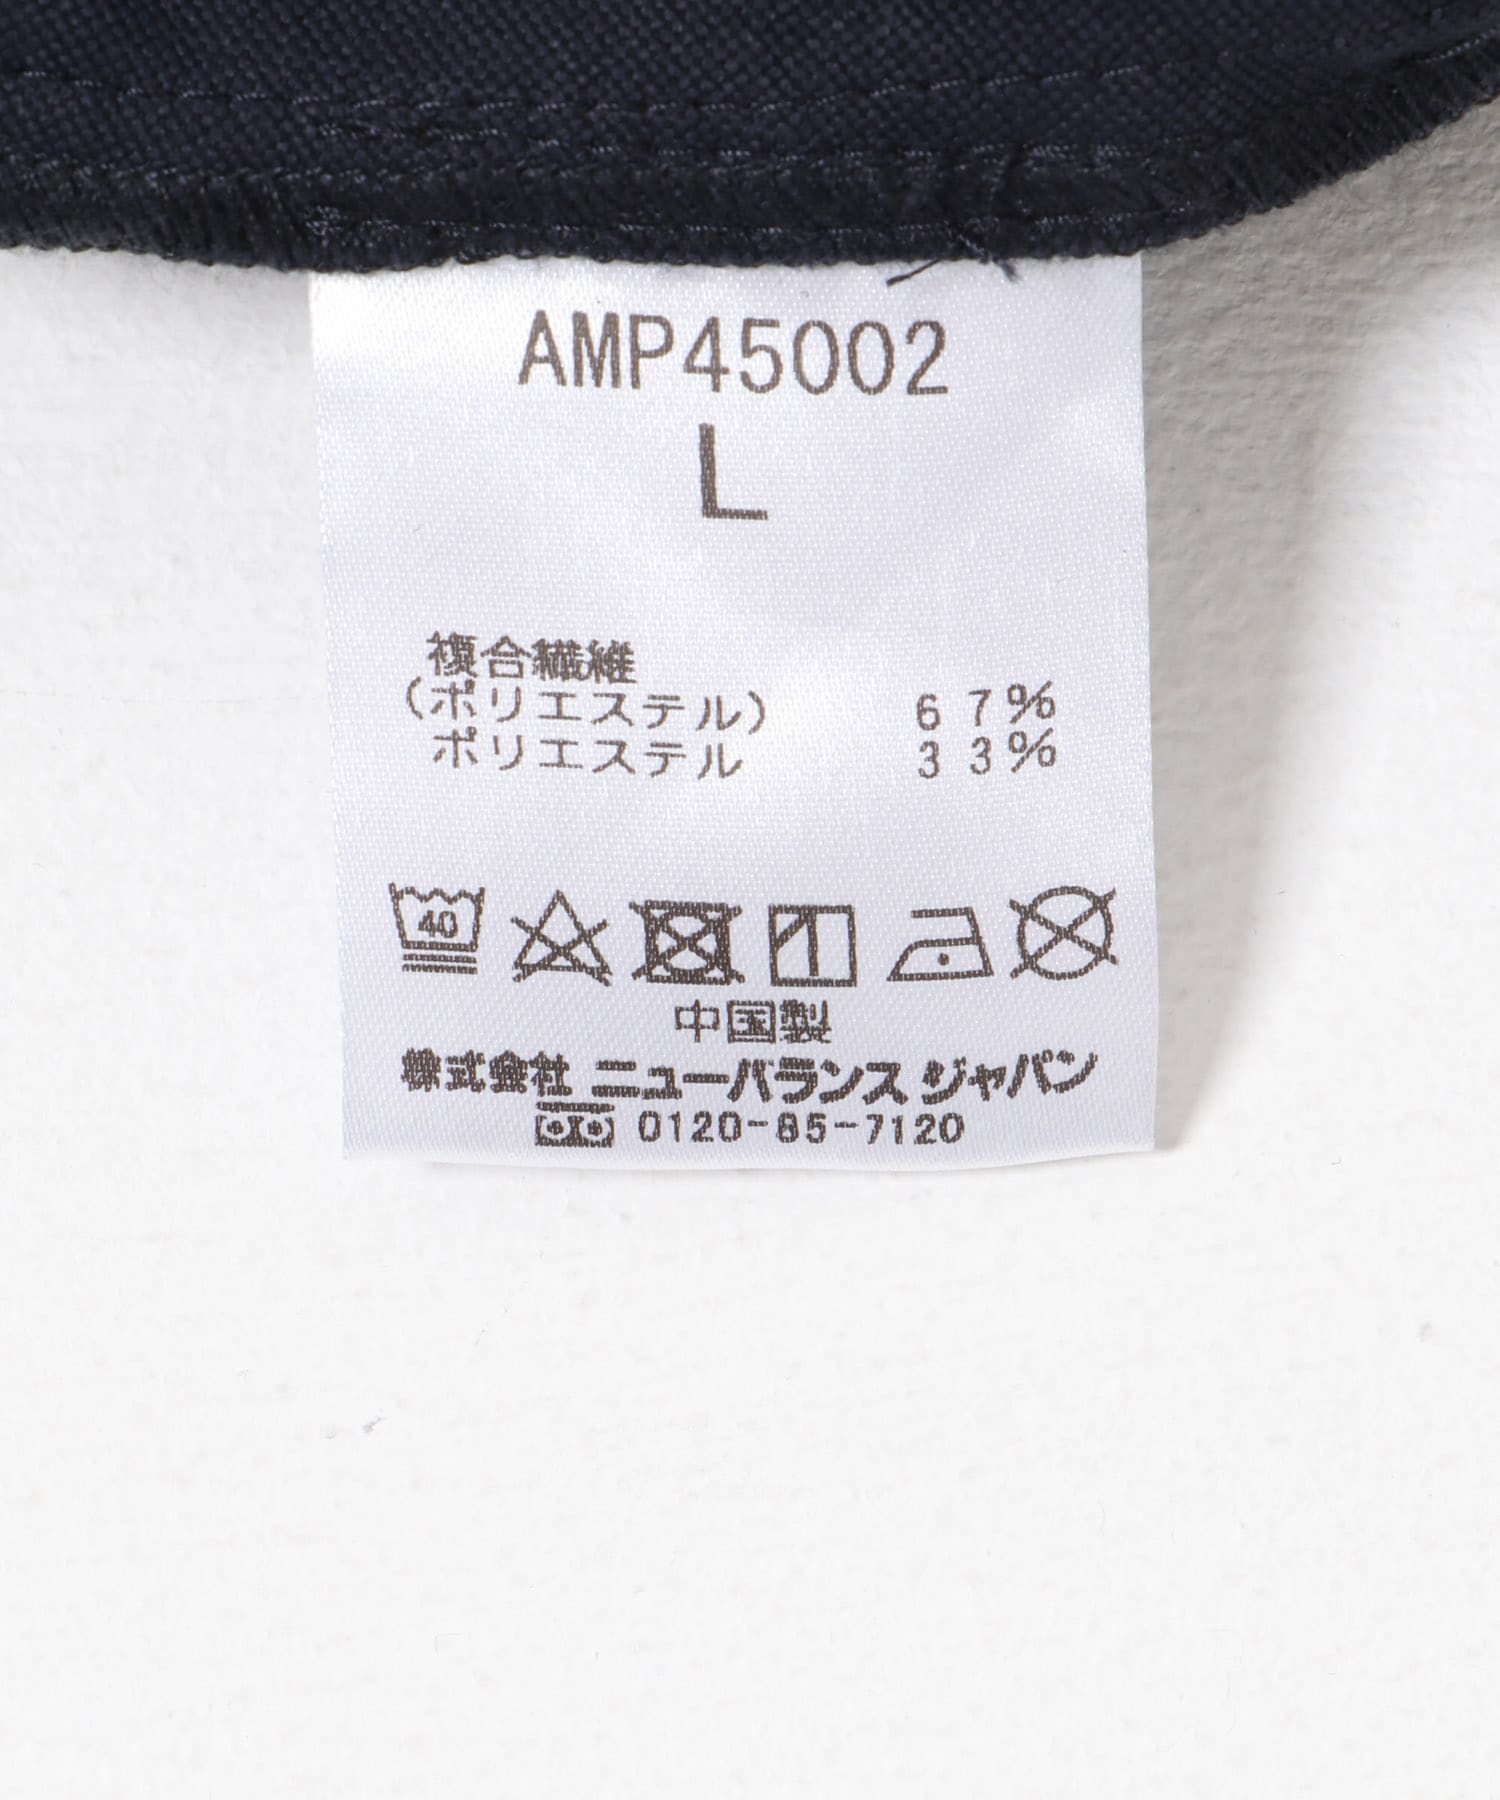 AMP45002
L
複合繊維
(ポリエステル) 67%
ポリエステル 33%
40
中国製
株式会社 ニューバランス ジャパン
0120-85-7120